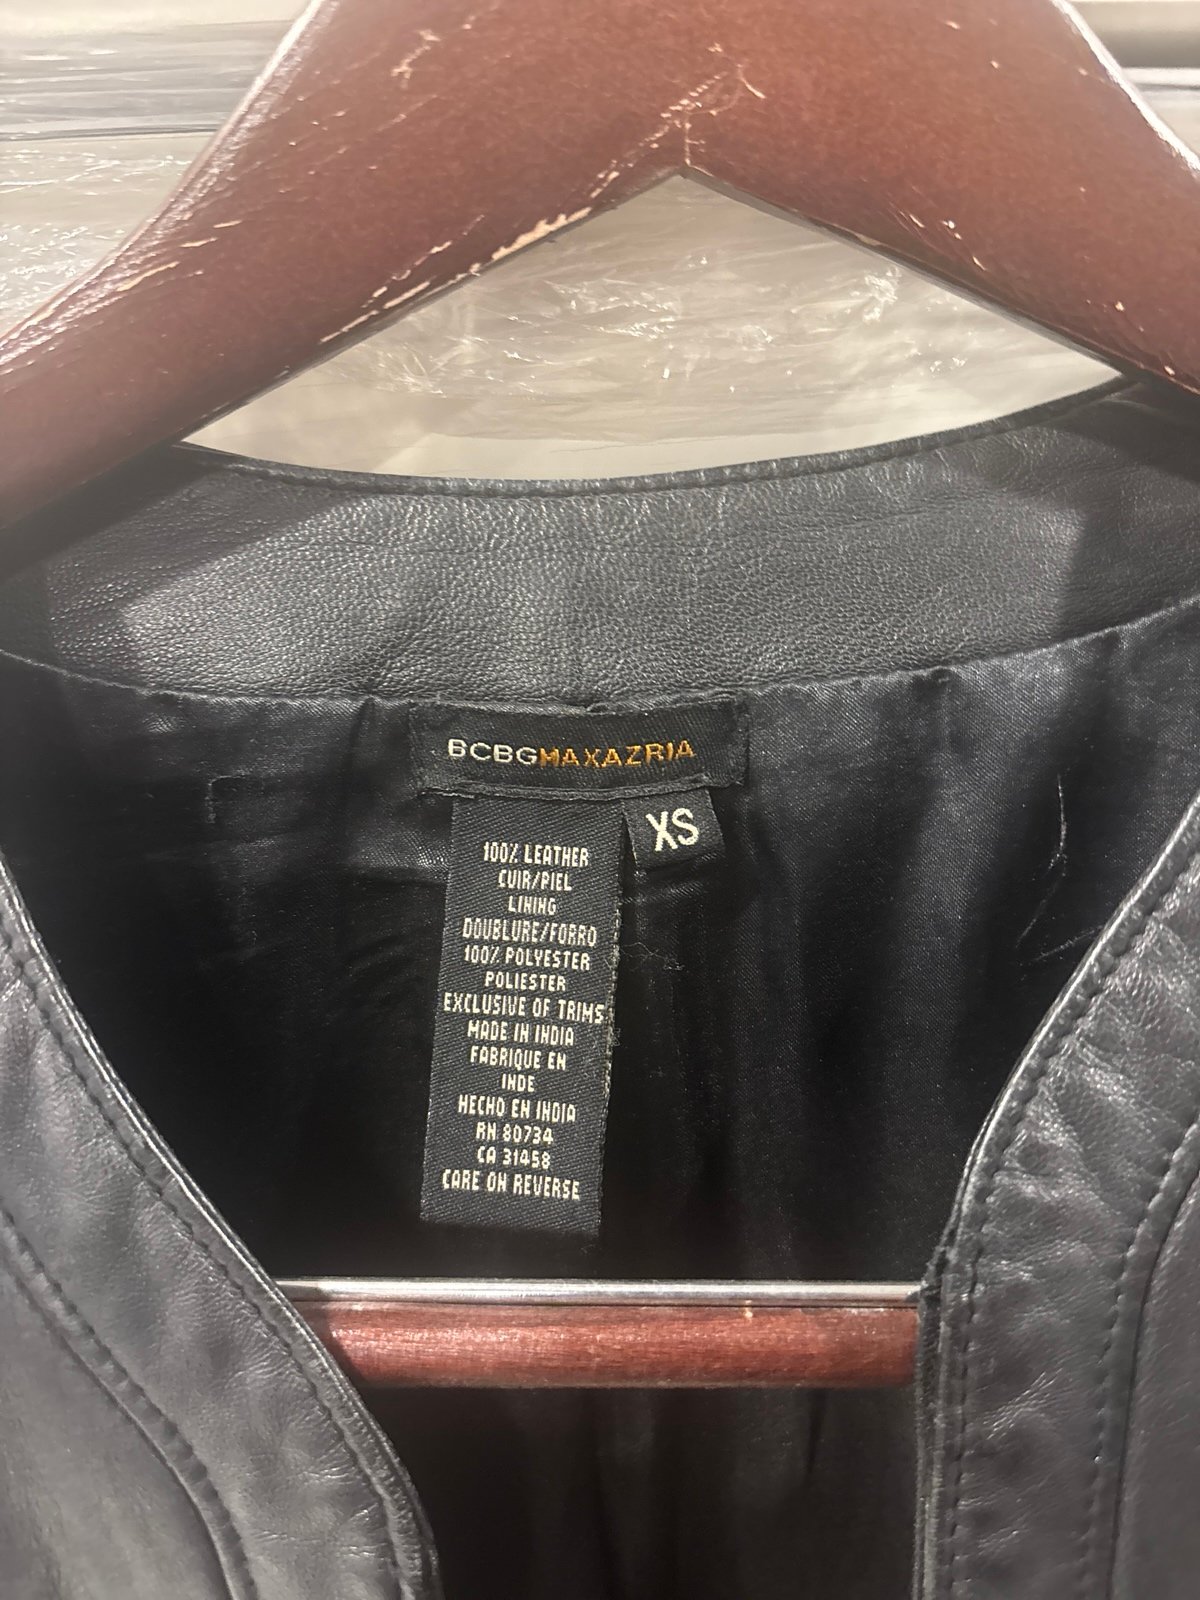 BCBGMAXAZRIA
XS
100% LEATHER
CUIR/PIEL
LINING
DOUBLURE/FORRO
100% POLYESTER
POLIESTER
EXCLUSIVE OF TRIMS
MADE IN INDIA
FABRIQUE EN
INDE
HECHO EN INDIA
RN 80734
CA 31458
CARE ON REVERSE